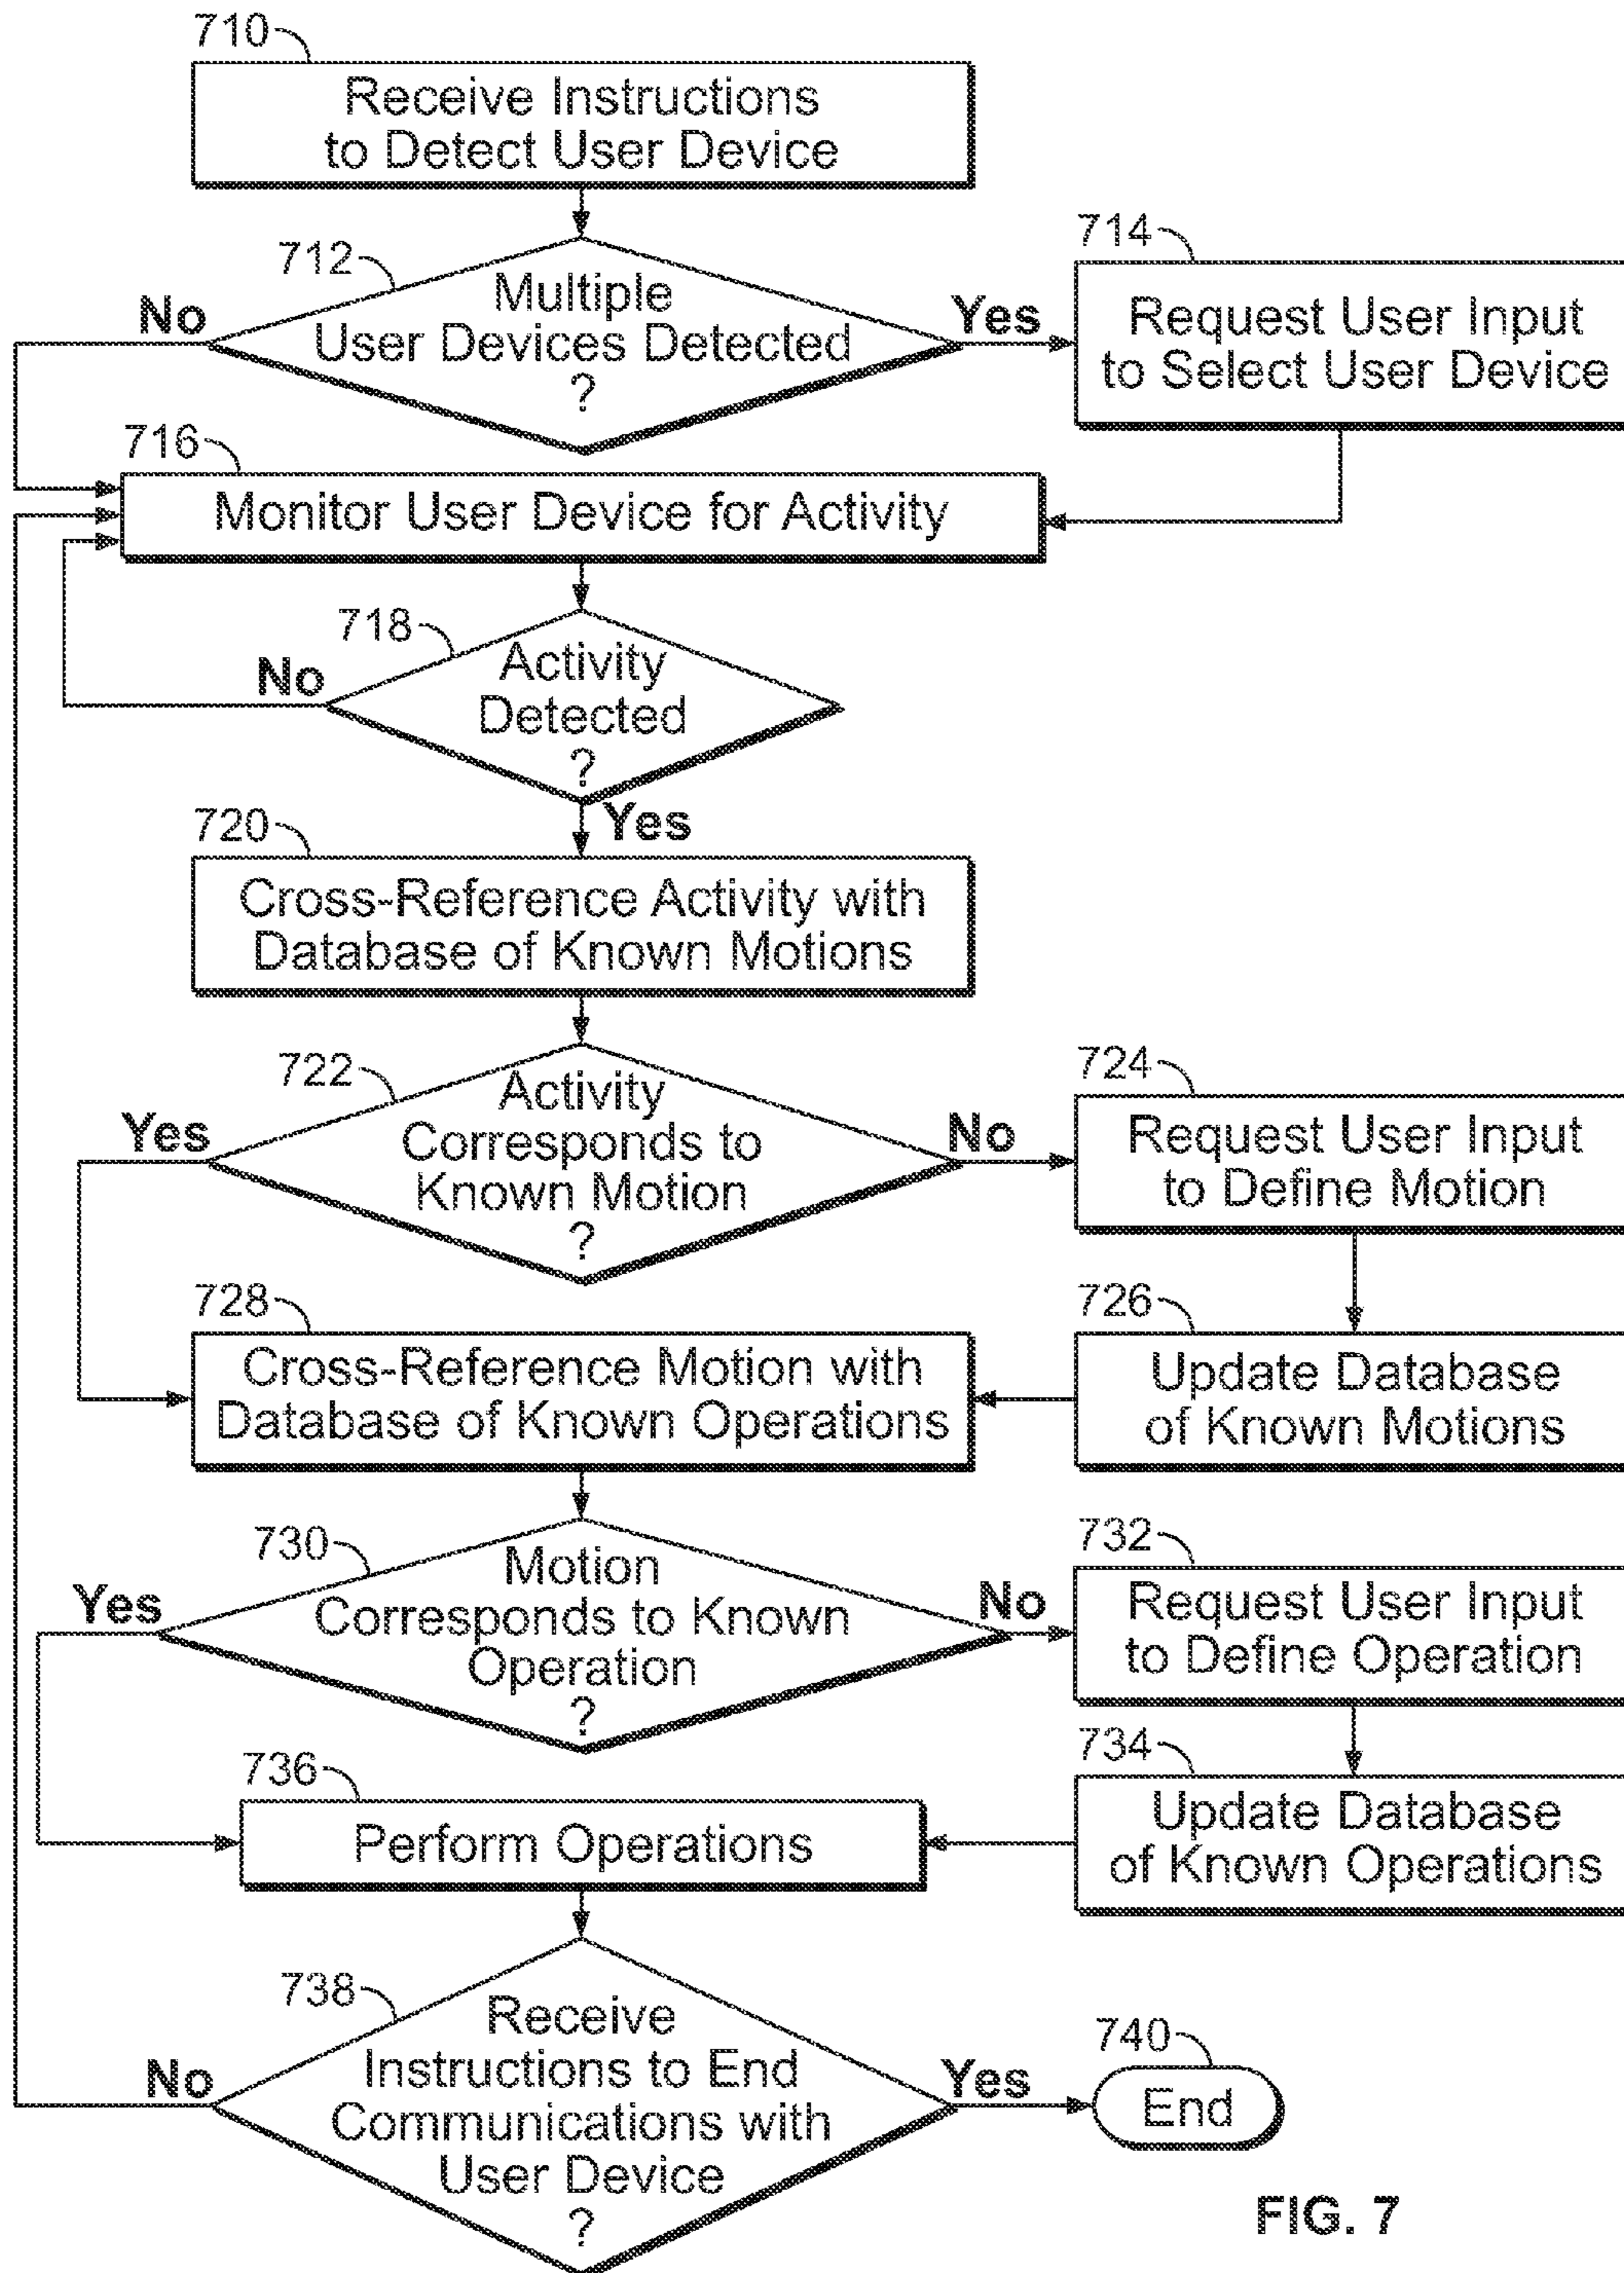 710
Receive Instructions
to Detect User Device
712
Multiple
User Devices Detected
?
No
Yes
714
Request User Input
to Select User Device
716
Monitor User Device for Activity
718
Activity
Detected
?
No
Yes
720
Cross-Reference Activity with
Database of Known Motions
722
Activity
Corresponds to
Known Motion
?
Yes
No
724
Request User Input
to Define Motion
726
Update Database
of Known Motions
728
Cross-Reference Motion with
Database of Known Operations
730
Motion
Corresponds to Known
Operation
?
Yes
No
732
Request User Input
to Define Operation
734
Update Database
of Known Operations
736
Perform Operations
738
Receive
Instructions to End
Communications with
User Device
?
No
Yes
740
End
FIG. 7